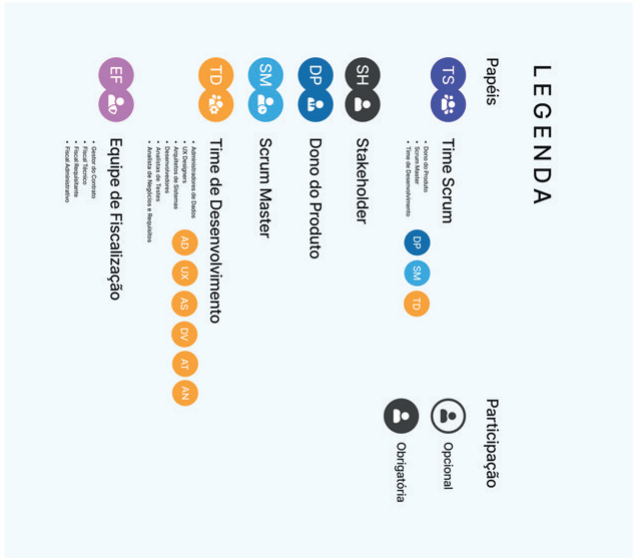 LEGENDA
Papéis
TS
Time Scrum
• Dono do Produto
• Scrum Master
• Time de Desenvolvimento
DP
SM
TD
SH
Stakeholder
DP
Dono do Produto
SM
Scrum Master
TD
Time de Desenvolvimento
• Administradores de Dados
• UX Designers
• Arquitetos de Sistemas
• Desenvolvedores
• Analistas de Testes
• Analista de Negócios e Requisitos
AD
UX
AS
DV
AT
AN
EF
Equipe de Fiscalização
• Gestor do Contrato
• Fiscal Técnico
• Fiscal Requisitante
• Fiscal Administrativo
Participação
Opcional
Obrigatória